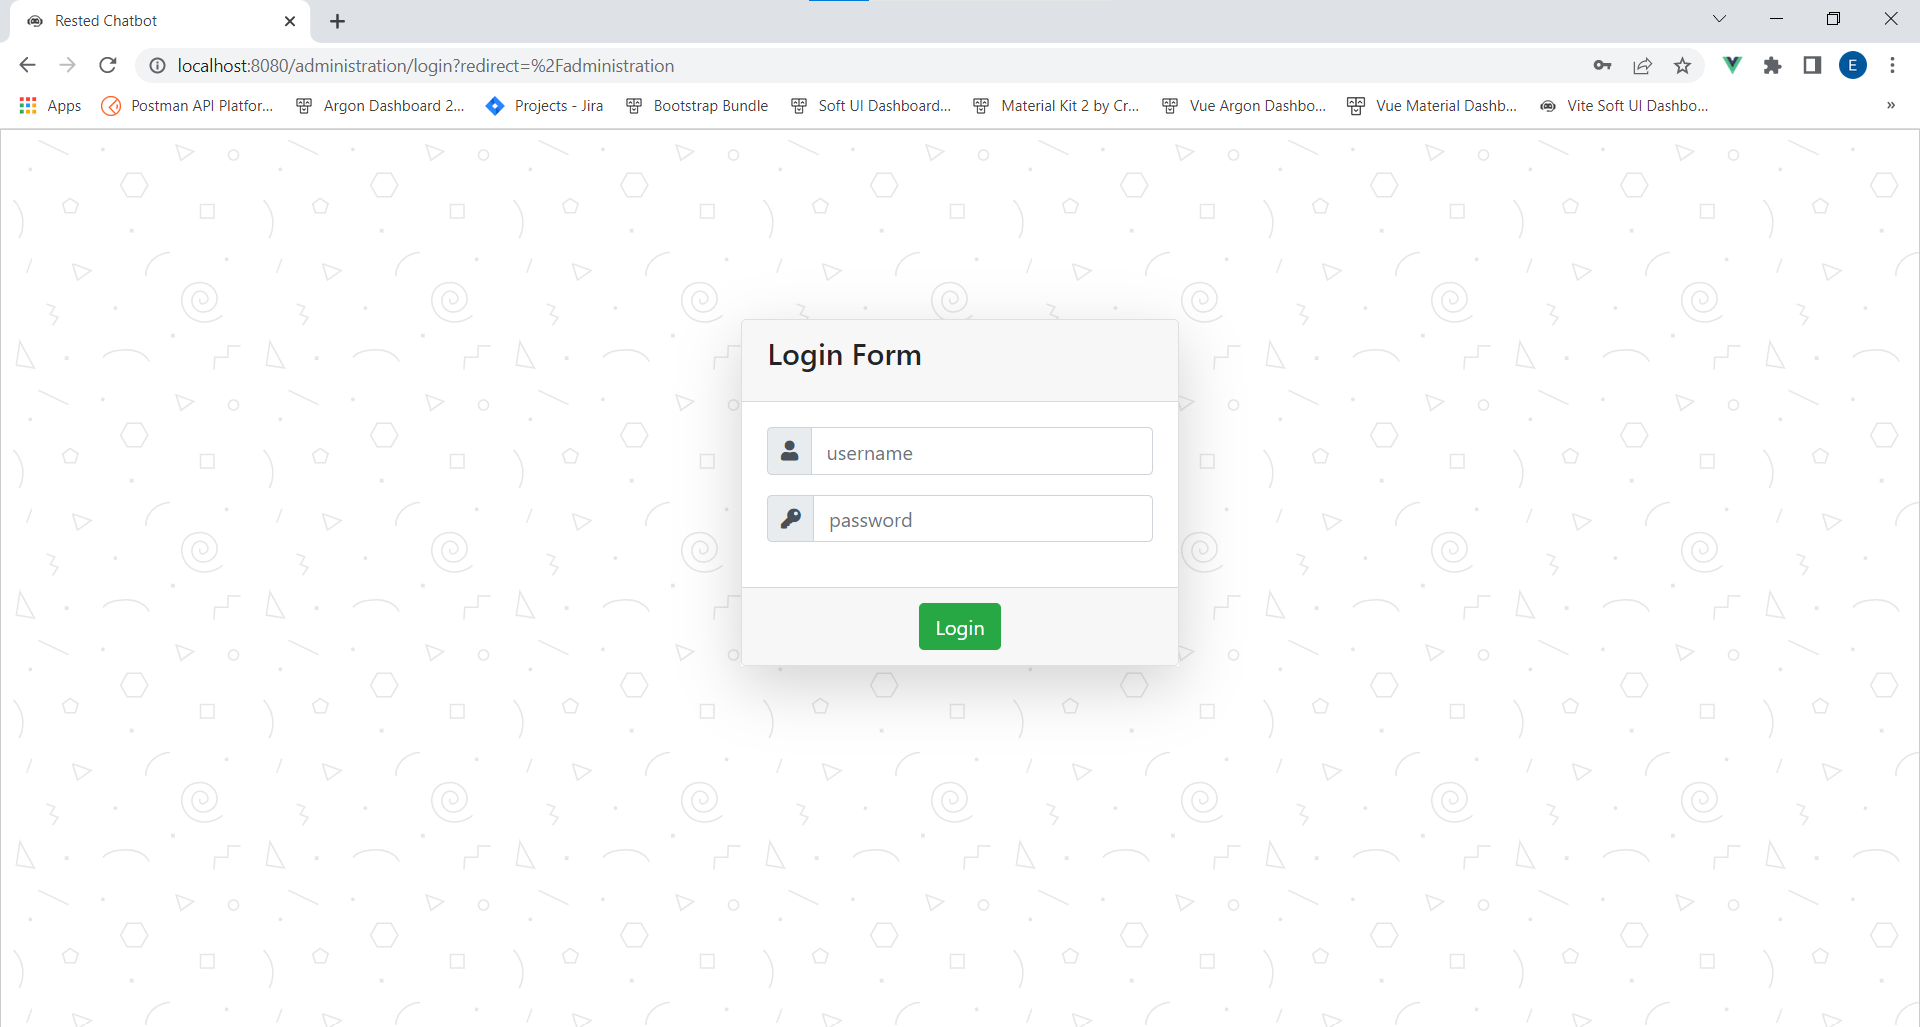 Rested Chatbot
localhost:8080/administration/login?redirect=%2Fadministration
E
Apps Postman API Platfor... Argon Dashboard 2... Projects - Jira Bootstrap Bundle Soft UI Dashboard... Material Kit 2 by Cr... Vue Argon Dashbo... Vue Material Dashb... Vite Soft UI Dashbo... »
Login Form
username
password
Login